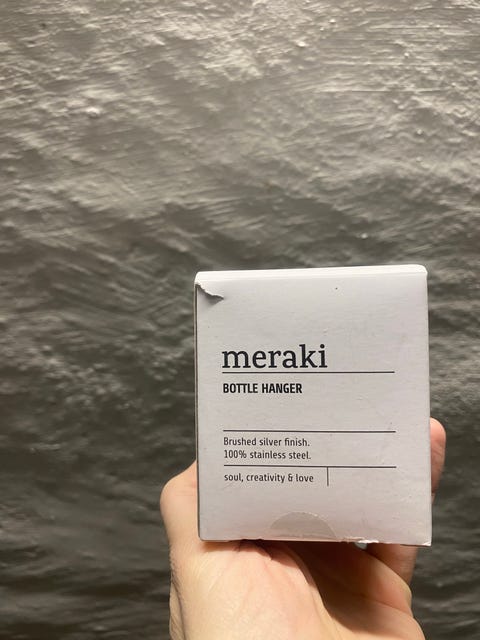 meraki
BOTTLE HANGER
Brushed silver finish.
100% stainless steel.
soul, creativity & love